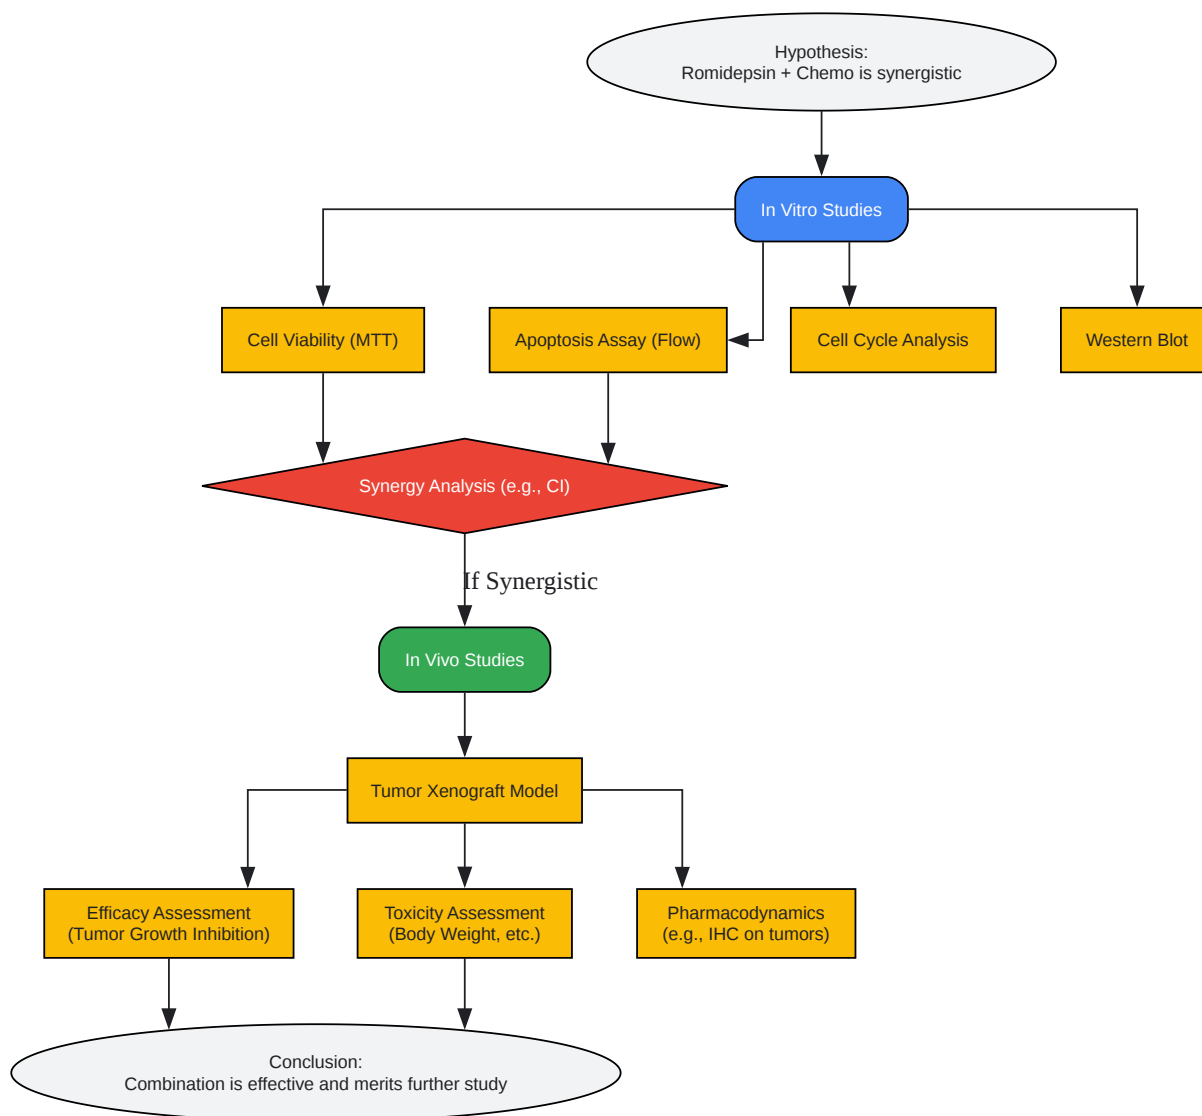 Hypothesis:
Romidepsin + Chemo is synergistic
In Vitro Studies
Cell Viability (MTT)
Apoptosis Assay (Flow)
Cell Cycle Analysis
Western Blot
Synergy Analysis (e.g., CI)
If Synergistic
In Vivo Studies
Tumor Xenograft Model
Efficacy Assessment
(Tumor Growth Inhibition)
Toxicity Assessment
(Body Weight, etc.)
Pharmacodynamics
(e.g., IHC on tumors)
Conclusion:
Combination is effective and merits further study